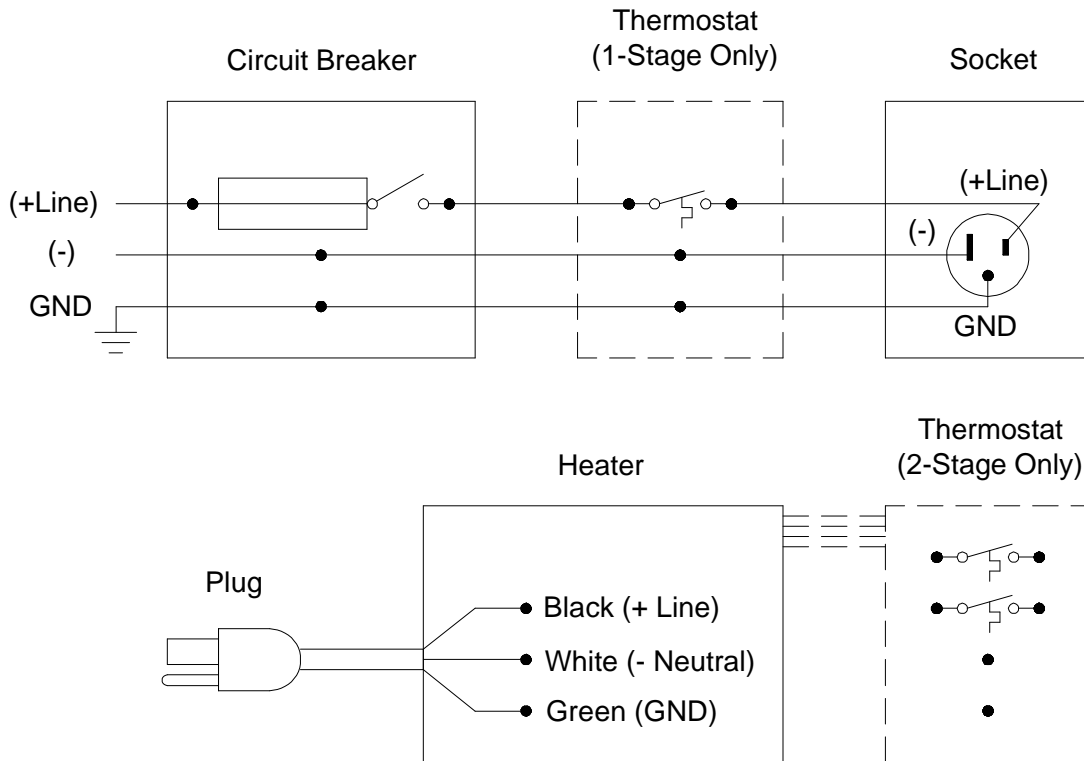 Thermostat
(1-Stage Only)
Circuit Breaker
Socket
(+Line)
(+Line)
(-)
(-)
GND
GND
Thermostat
(2-Stage Only)
Heater
Plug
Black (+ Line)
White (- Neutral)
Green (GND)